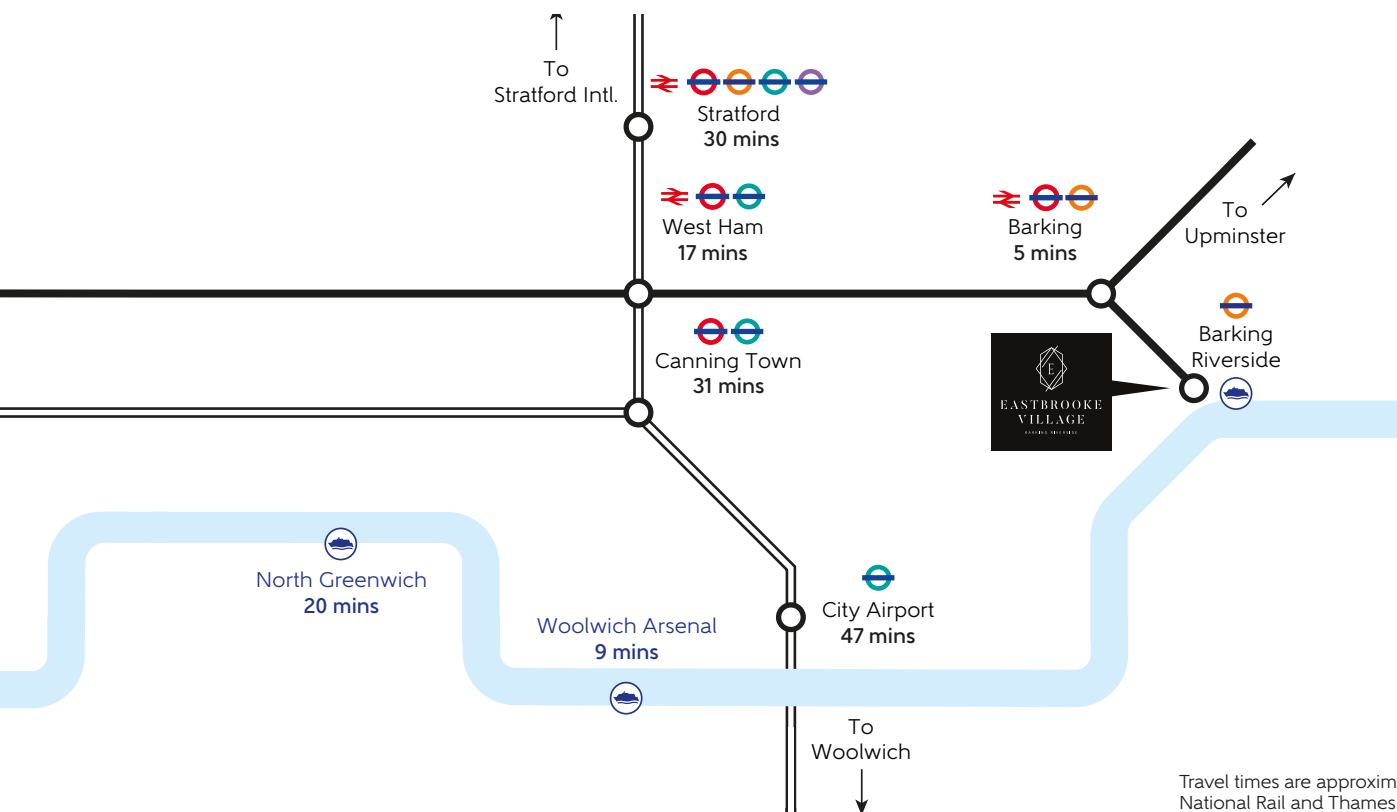 To
Stratford Intl.
Stratford
30 mins
West Ham
17 mins
Barking
5 mins
To
Upminster
Barking
Riverside
Canning Town
31 mins
E
EASTBROOKE
VILLAGE
BARKING RIVERSIDE
North Greenwich
20 mins
City Airport
47 mins
Woolwich Arsenal
9 mins
To
Woolwich
Travel times are approxim
National Rail and Thames